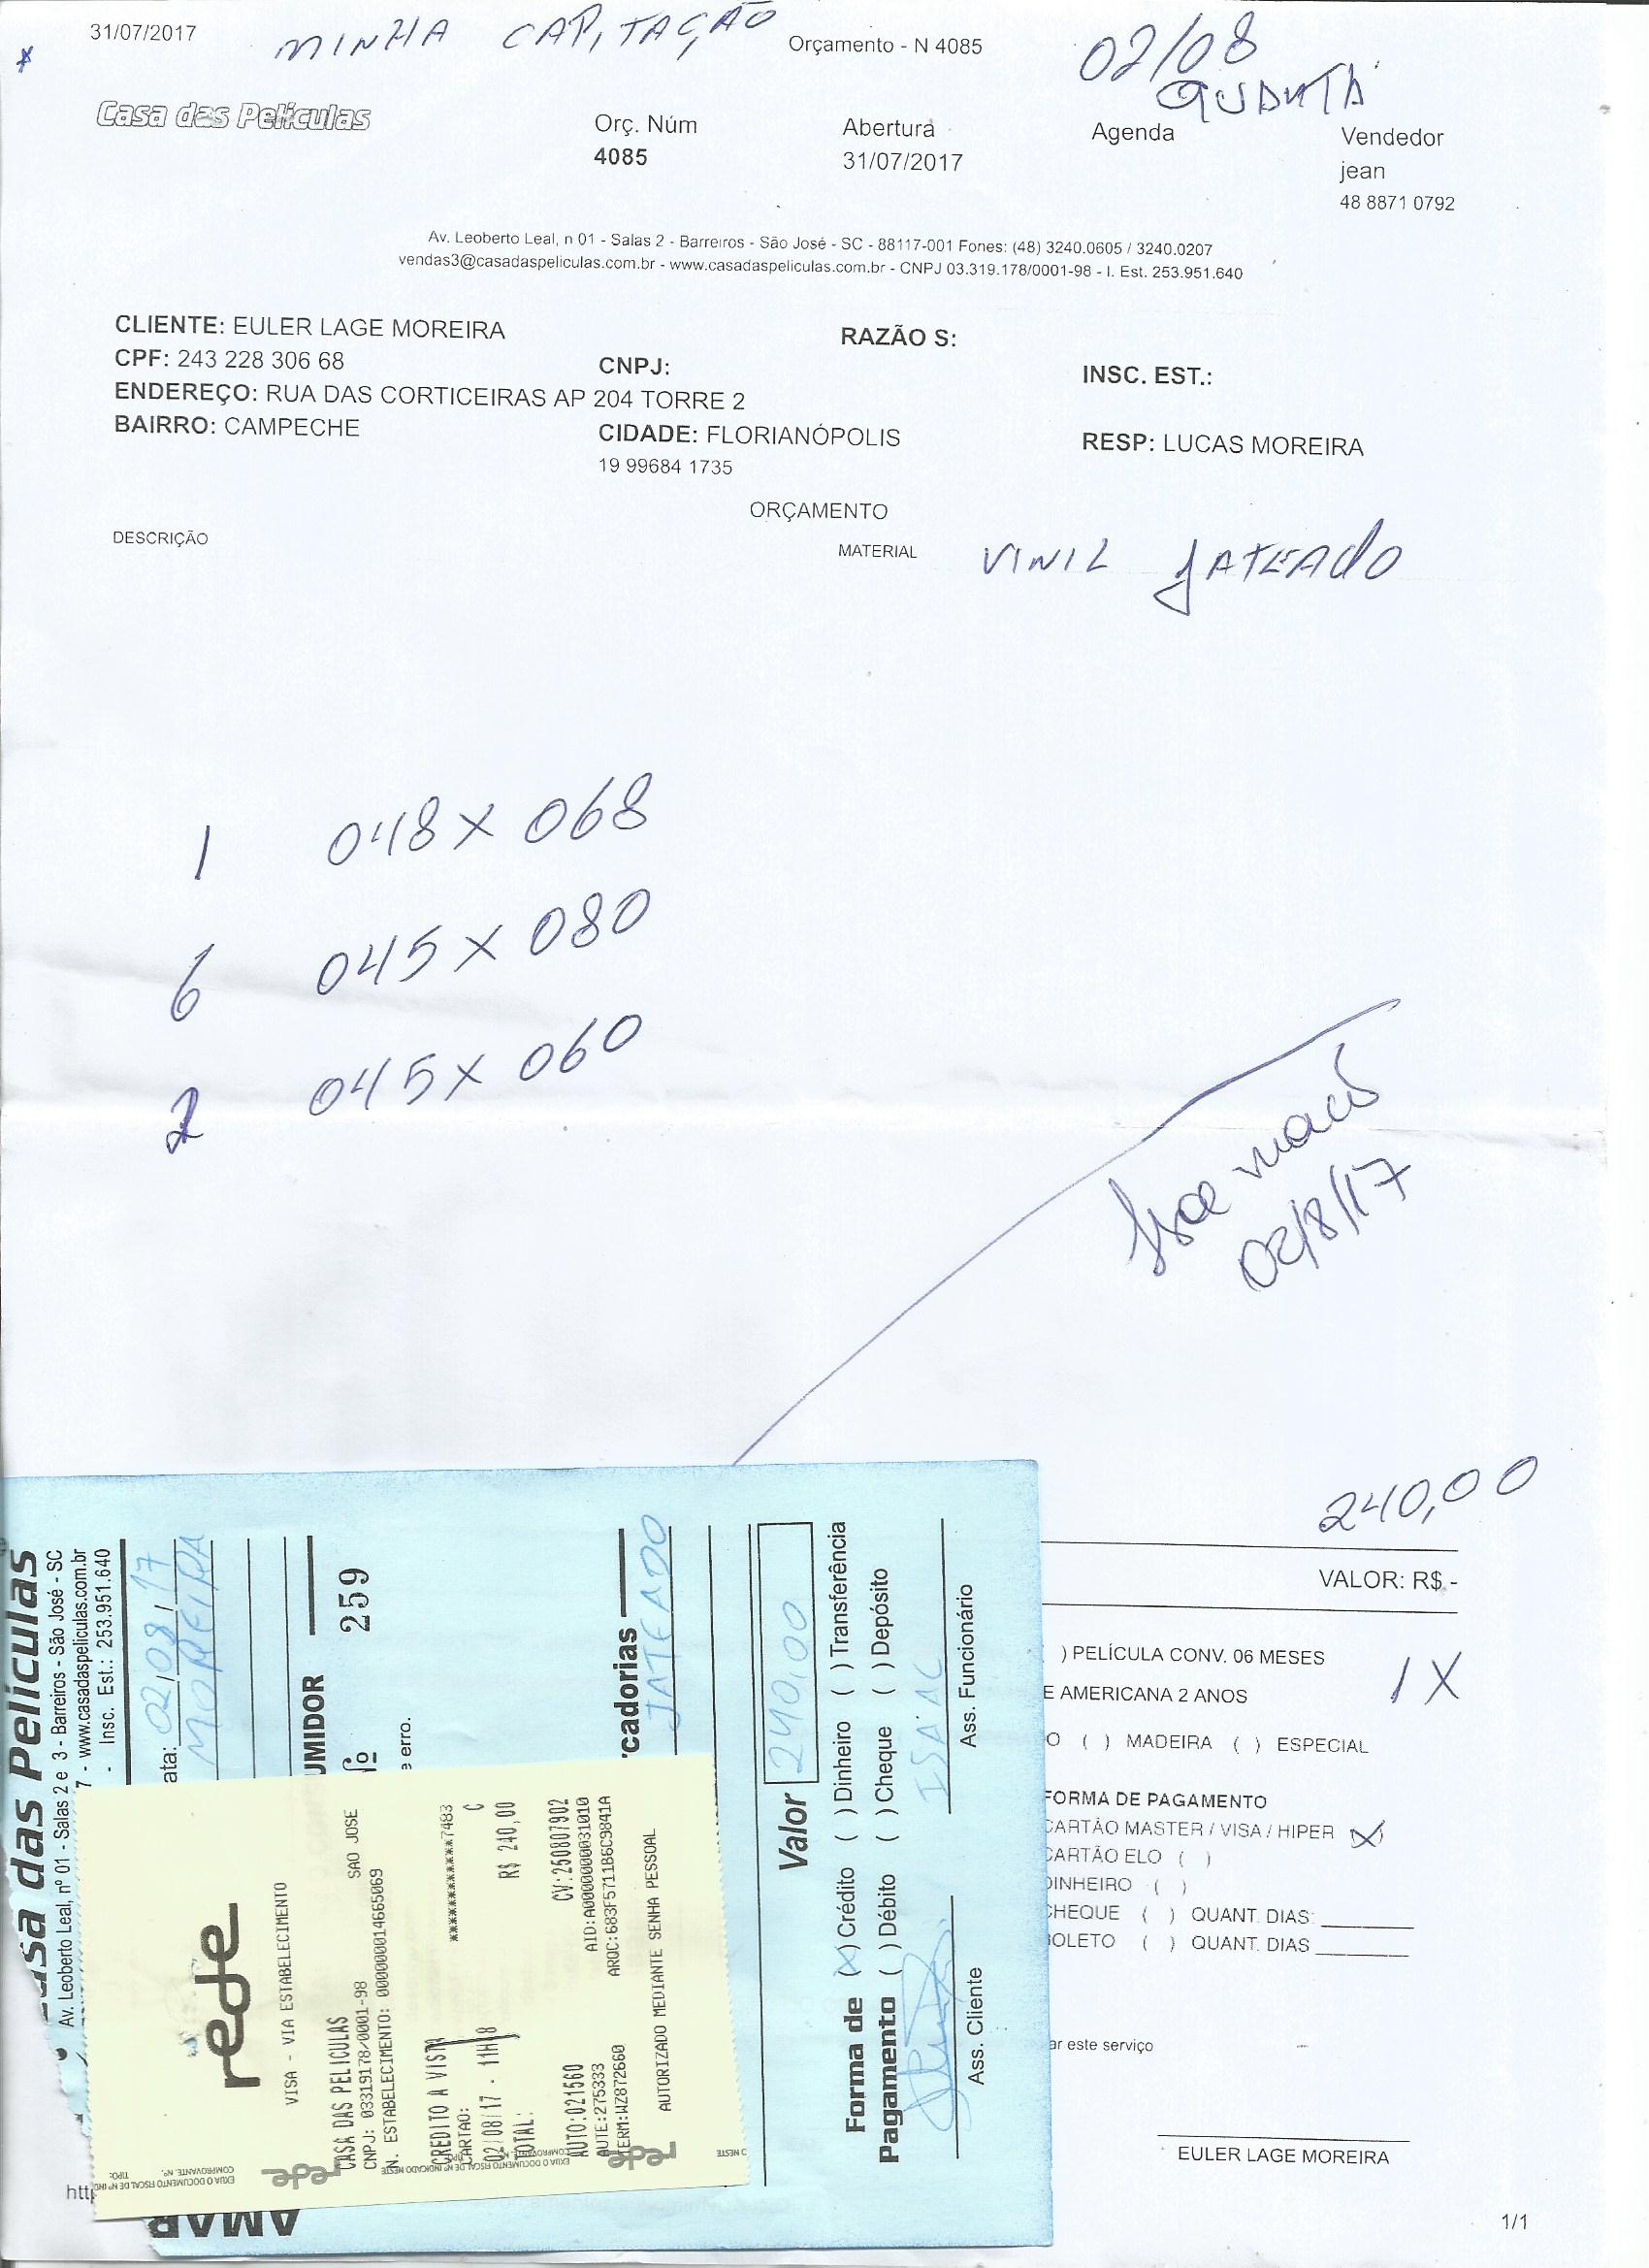 31/07/2017
MINHA CAPITAÇÃO
Orçamento - N 4085
02/08
QUARTA
Casa das Películas
Orç. Núm
4085
Abertura
31/07/2017
Agenda
Vendedor
jean
48 8871 0792
Av. Leoberto Leal, n 01 - Salas 2 - Barreiros - São José - SC - 88117-001 Fones: (48) 3240.0605 / 3240.0207
vendas3@casadaspeliculas.com.br - www.casadaspeliculas.com.br - CNPJ 03.319.178/0001-98 - I. Est. 253.951.640
CLIENTE: EULER LAGE MOREIRA
RAZÃO S:
CPF: 243 228 306 68
CNPJ:
INSC. EST.:
ENDEREÇO: RUA DAS CORTICEIRAS AP 204 TORRE 2
BAIRRO: CAMPECHE
CIDADE: FLORIANÓPOLIS
RESP: LUCAS MOREIRA
19 99684 1735
ORÇAMENTO
DESCRIÇÃO
MATERIAL
VINIL JATEADO
1 048 X 068
6 045 X 080
2 045 X 060
02/8/17
240,00
VALOR: R$ -
) PELÍCULA CONV. 06 MESES
1X
E AMERICANA 2 ANOS
O ( ) MADEIRA ( ) ESPECIAL
FORMA DE PAGAMENTO
CARTÃO MASTER / VISA / HIPER (X)
CARTÃO ELO ( )
DINHEIRO ( )
CHEQUE ( ) QUANT. DIAS:
BOLETO ( ) QUANT. DIAS
ar este serviço
EULER LAGE MOREIRA
1/1
htt
asa das Películas
Av. Leoberto Leal, nº 01 - Salas 2 e 3 - Barreiros - São José - SC
7 - www.casadaspeliculas.com.br
- Insc. Est.: 253.951.640
ata: 02/08/17
MOREIRA
UMIDOR
Nº 259
e erro.
rcadorias
JATEADO
Valor 240,00
Forma de Pagamento
(X) Crédito ( ) Dinheiro ( ) Transferência
( ) Débito ( ) Cheque ( ) Depósito
ISAAC
Ass. Cliente
Ass. Funcionário
rede
VISA - VIA ESTABELECIMENTO
CASA DAS PELICULAS
CNPJ: 03319178/0001-98 SAO JOSE
N. ESTABELECIMENTO: 000000014665069
CREDITO A VISTA
CARTAO: ************7483
02/08/17 - 11H18 C
TOTAL: R$ 240,00
AUTO:021560 CV:250807902
AUTE:275333 AID:A0000000031010
TERM:WZ872660 ARQC:683F5711B6C9841A
AUTORIZADO MEDIANTE SENHA PESSOAL
rede
rede